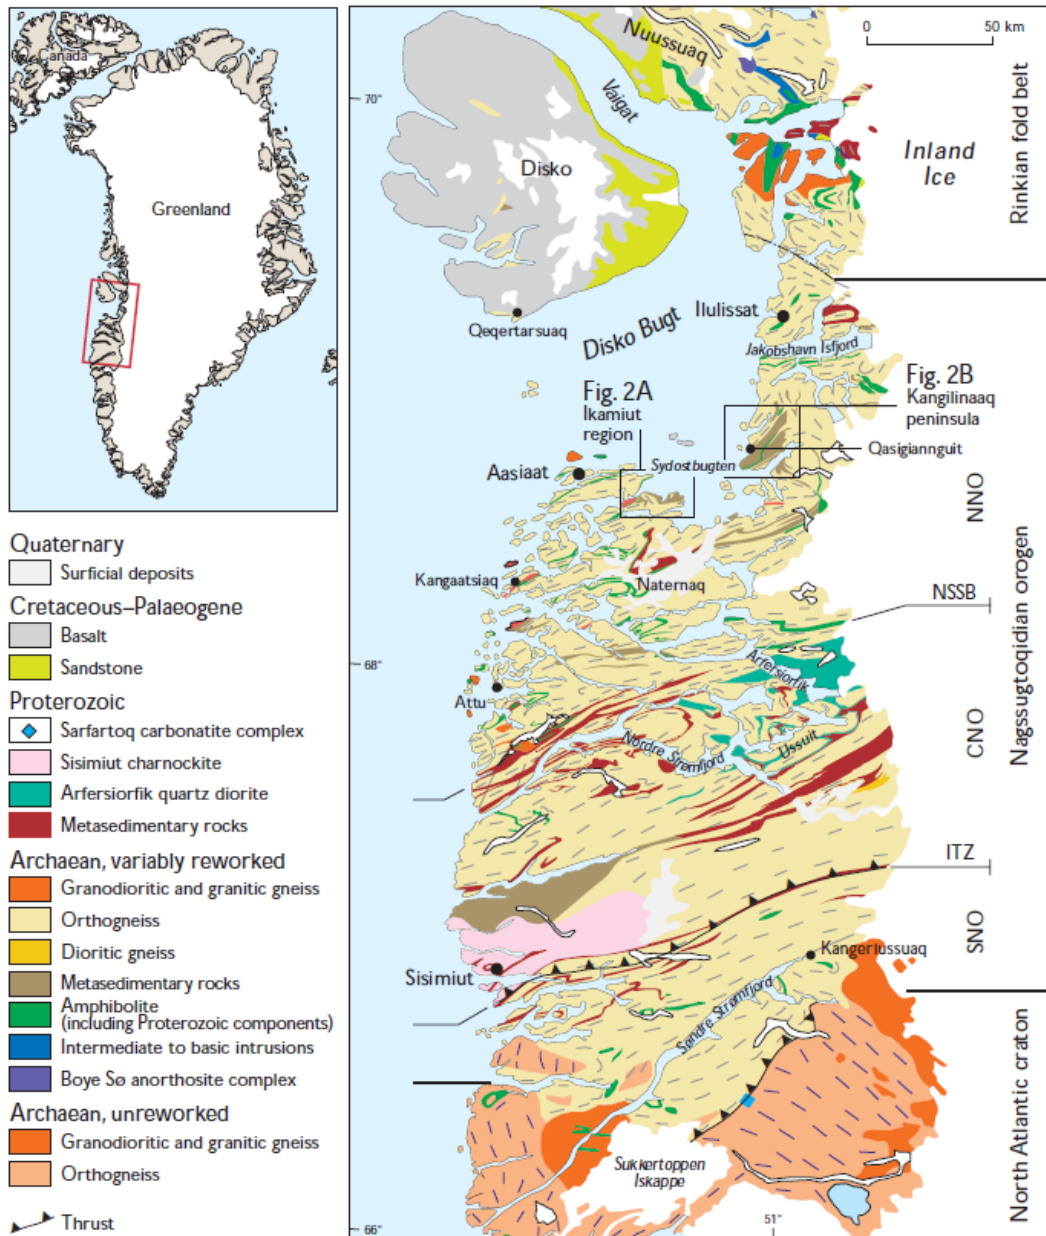 Canada
Greenland
Quaternary
Surficial deposits
Cretaceous–Palaeogene
Basalt
Sandstone
Proterozoic
Sarfartoq carbonatite complex
Sisimiut charnockite
Arfersiorfik quartz diorite
Metasedimentary rocks
Archaean, variably reworked
Granodioritic and granitic gneiss
Orthogneiss
Dioritic gneiss
Metasedimentary rocks
Amphibolite
(including Proterozoic components)
Intermediate to basic intrusions
Boye Sø anorthosite complex
Archaean, unreworked
Granodioritic and granitic gneiss
Orthogneiss
Thrust
0 50 km
Nuussuaq
70°
Vaigat
Disko
Inland
Ice
Rinkian fold belt
Qeqertarsuaq
Disko Bugt
Ilulissat
Jakobshavn Isfjord
Fig. 2A
Ikamiut
region
Fig. 2B
Kangilinaaq
peninsula
Qasigiannguit
Sydostbugten
Aasiaat
NNO
Kangaatsiaq
Naternaq
NSSB
Nagssugtoqidian orogen
68°
Arfersiorfik
Attu
Nordre Strømfjord
Ussuit
CNO
ITZ
SNO
Kangerlussuaq
Sisimiut
Søndre Strømfjord
North Atlantic craton
Sukkertoppen
Iskappe
66°
51°